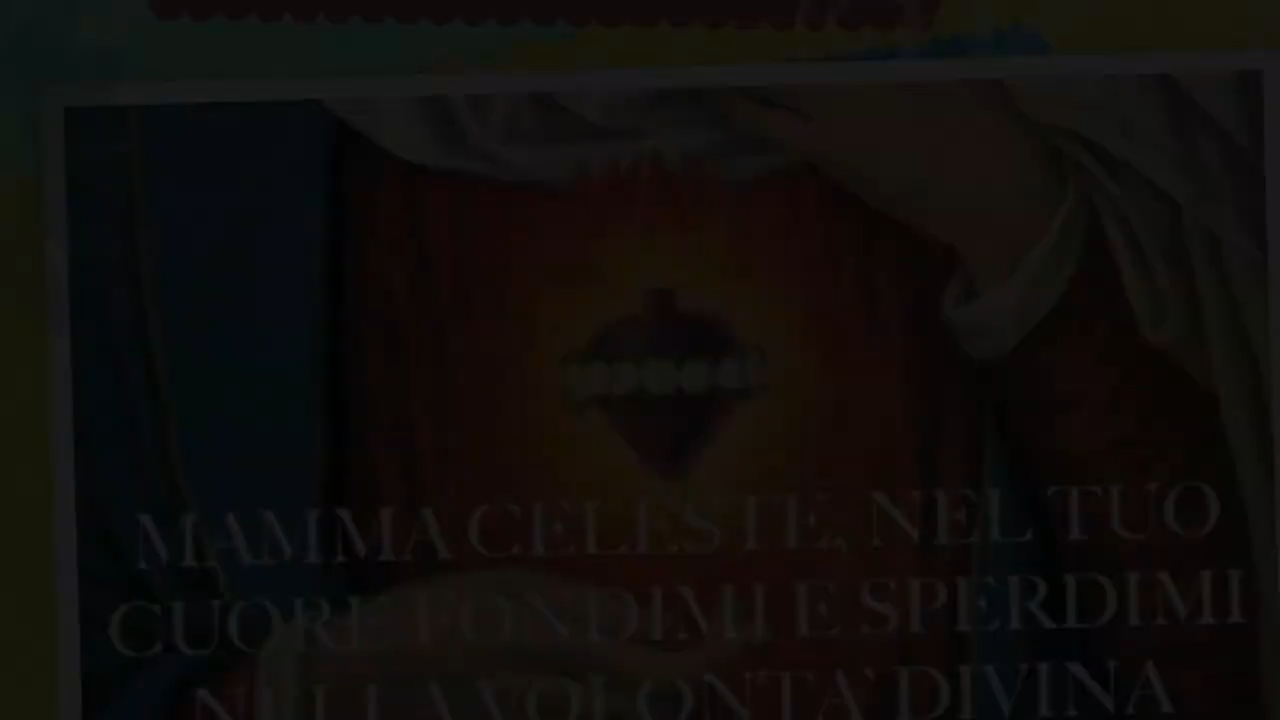 MAMMA CELESTE, NEL TUO
CUORE FONDIMI E SPERDIMI
NELLA VOLONTA' DIVINA